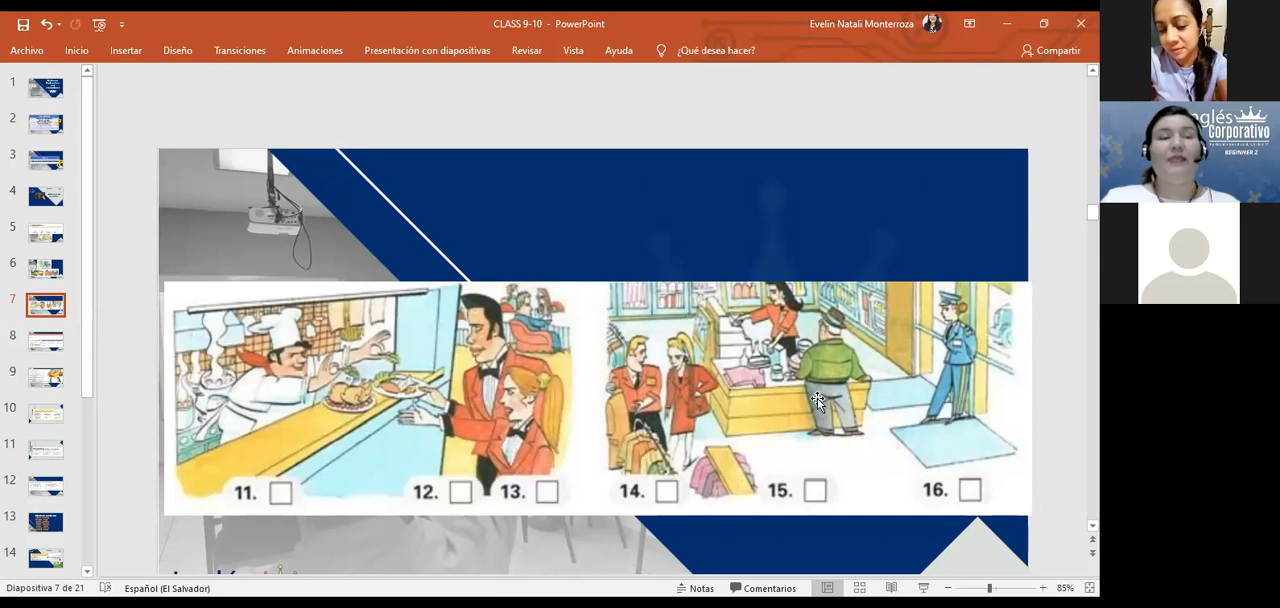 CLASS 9-10 - PowerPoint
Evelin Natali Monterroza
Archivo Inicio Insertar Diseño Transiciones Animaciones Presentación con diapositivas Revisar Vista Ayuda ¿Qué desea hacer? Compartir
1
2
3
4
5
6
7
8
9
10
11
12
13
14
11. 12. 13. 14. 15. 16.
Diapositiva 7 de 21 Español (El Salvador) Notas Comentarios 85%
nglés
Corporativo
BEGINNER 2